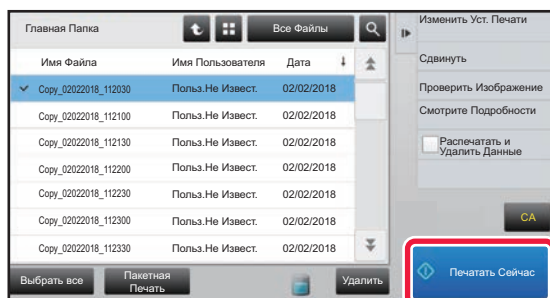 Главная Папка
Все Файлы
Имя Файла Имя Пользователя Дата
Copy_02022018_112030 Польз.Не Извест. 02/02/2018
Copy_02022018_112100 Польз.Не Извест. 02/02/2018
Copy_02022018_112130 Польз.Не Извест. 02/02/2018
Copy_02022018_112200 Польз.Не Извест. 02/02/2018
Copy_02022018_112230 Польз.Не Извест. 02/02/2018
Copy_02022018_112300 Польз.Не Извест. 02/02/2018
Copy_02022018_112330 Польз.Не Извест. 02/02/2018
Выбрать все
Пакетная
Печать
Удалить
Изменить Уст. Печати
Сдвинуть
Проверить Изображение
Смотрите Подробности
Распечатать и
Удалить Данные
CA
Печатать Сейчас